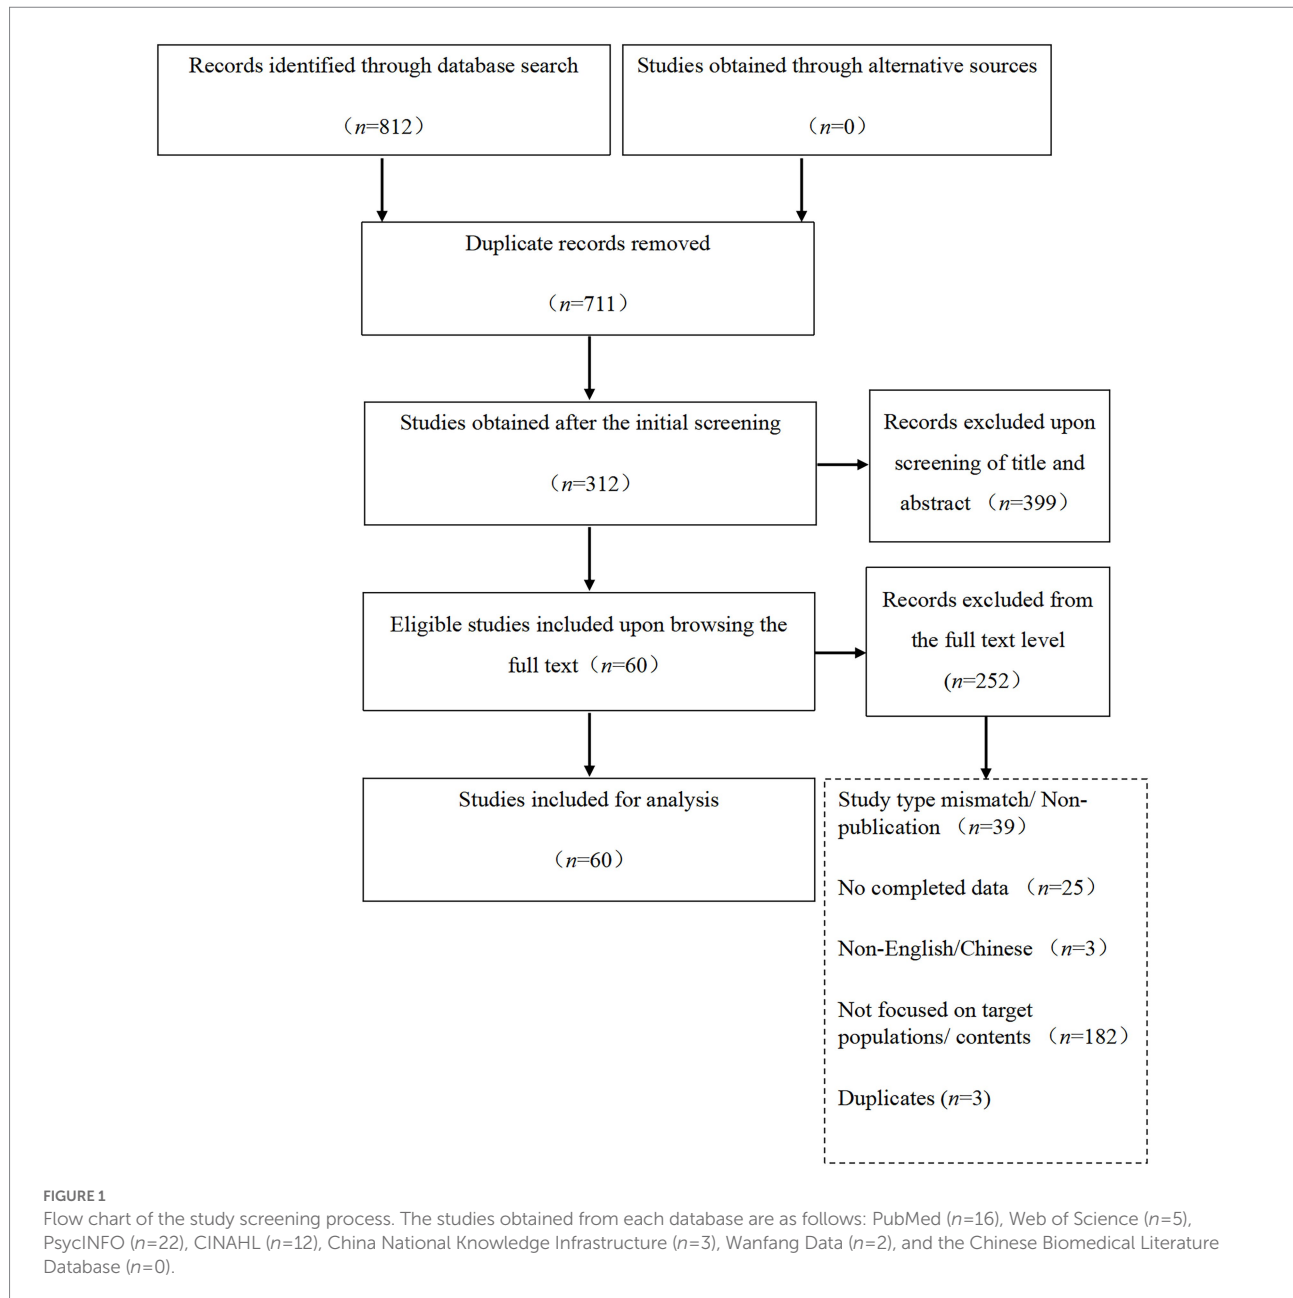 Records identified through database search
（n=812）
Studies obtained through alternative sources
（n=0）
Duplicate records removed
（n=711）
Studies obtained after the initial screening
（n=312）
Records excluded upon
screening of title and
abstract （n=399）
Eligible studies included upon browsing the
full text（n=60）
Records excluded from
the full text level
(n=252）
Studies included for analysis
（n=60）
Study type mismatch/ Non-
publication （n=39）
No completed data （n=25）
Non-English/Chinese （n=3）
Not focused on target
populations/ contents （n=182）
Duplicates (n=3)
FIGURE 1
Flow chart of the study screening process. The studies obtained from each database are as follows: PubMed (n=16), Web of Science (n=5),
PsycINFO (n=22), CINAHL (n=12), China National Knowledge Infrastructure (n=3), Wanfang Data (n=2), and the Chinese Biomedical Literature
Database (n=0).